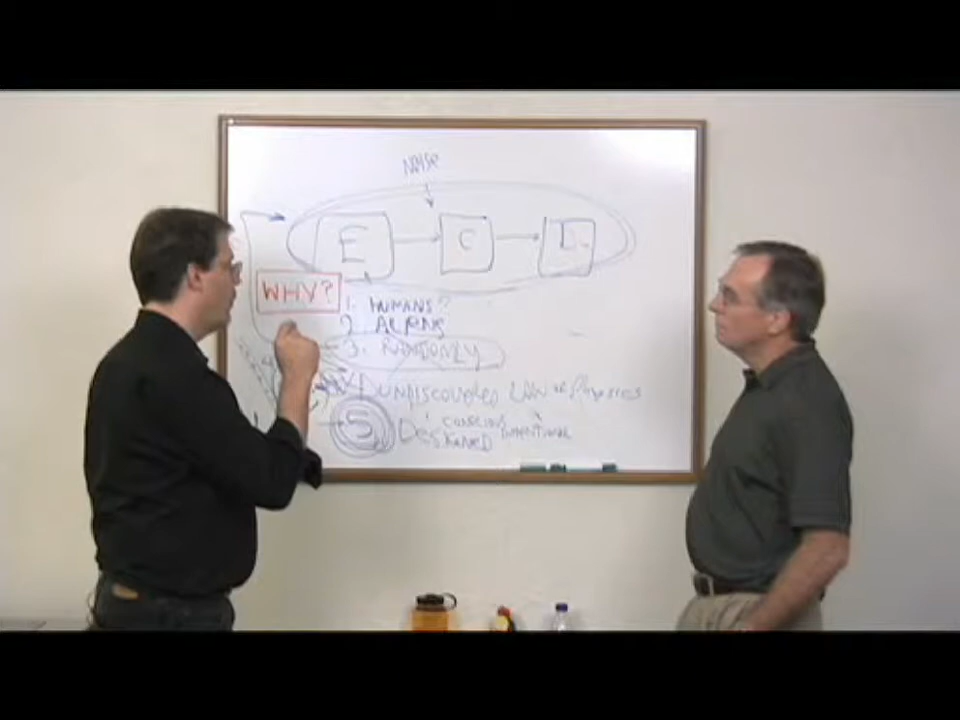 NOISE
E C D
WHY?
1. HUMANS?
2 ALIENS
3. RANDOMLY
UNDISCOVERED LAW OF PHYSICS
5 DESIGNED CONSCIOUS INTENTIONAL